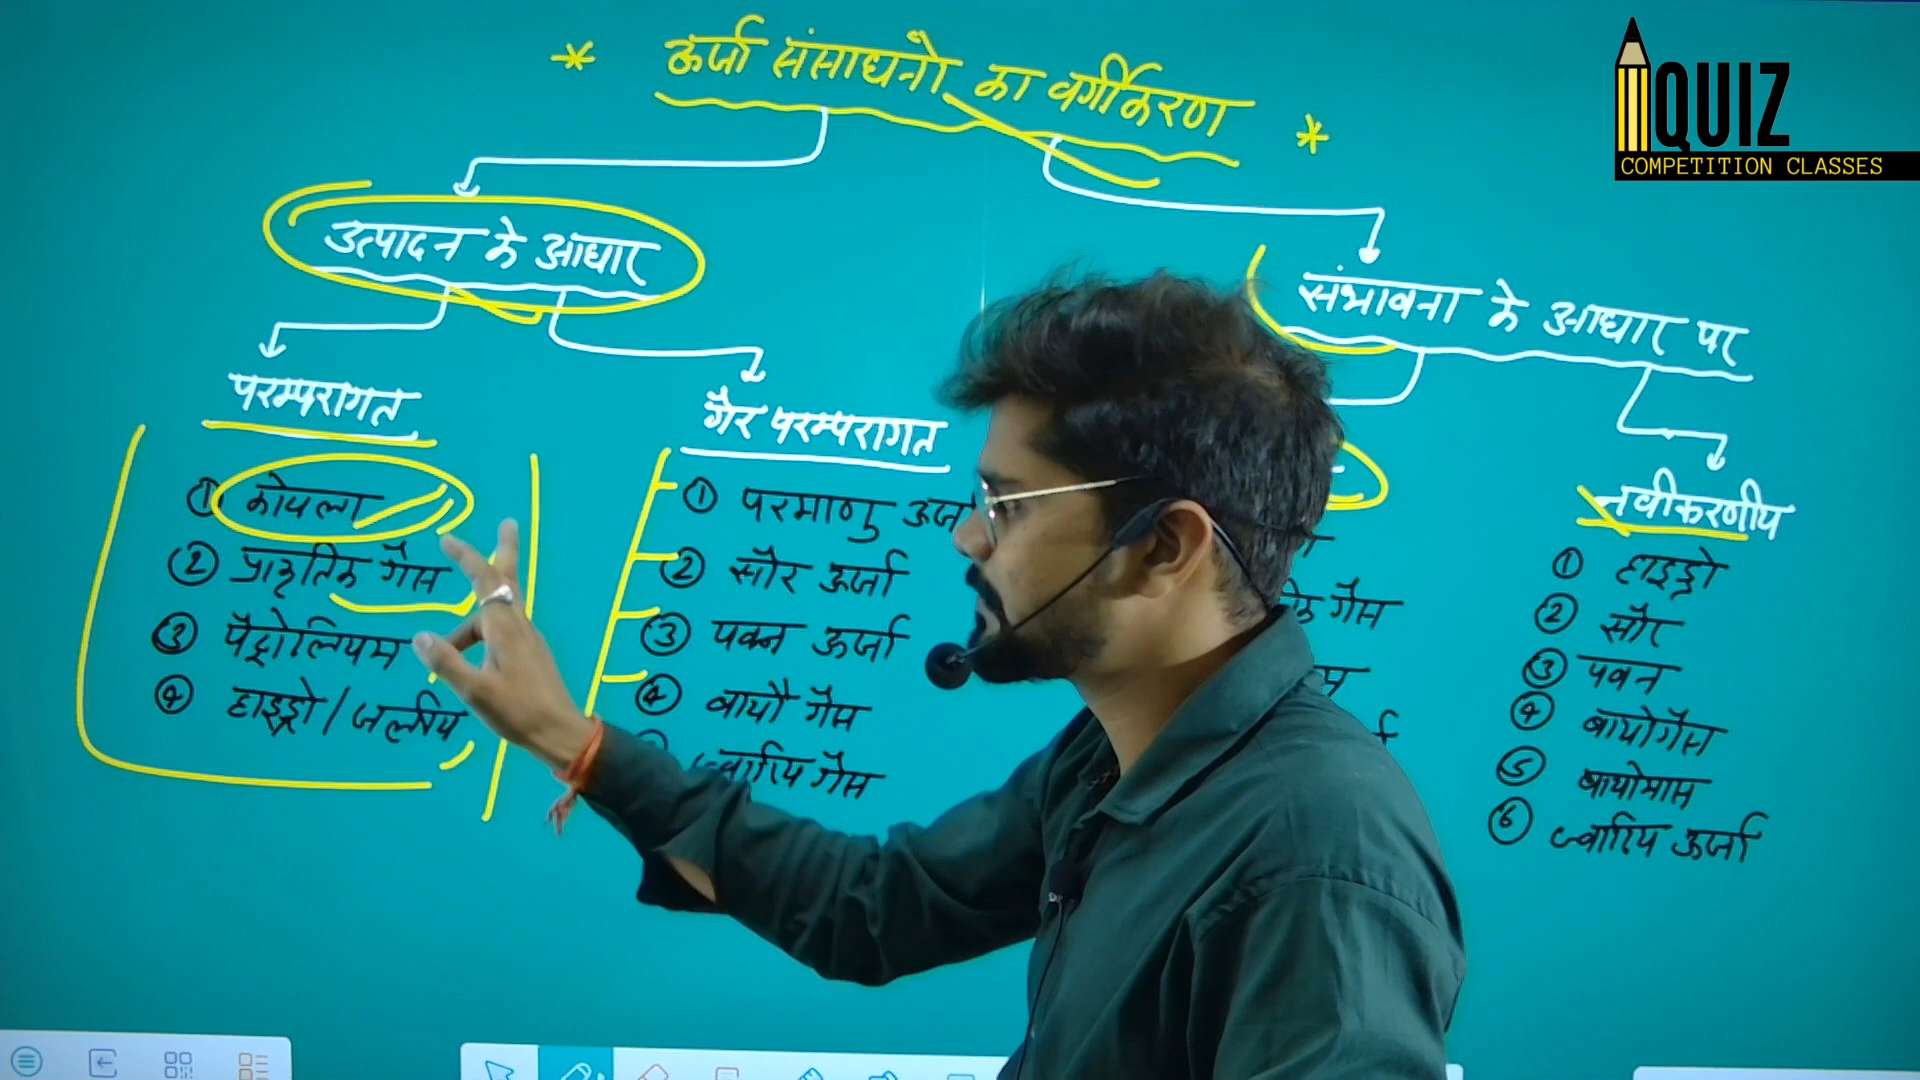 * ऊर्जा संसाधनो का वर्गीकरण *
QUIZ
COMPETITION CLASSES
उत्पादन के आधार
संभावना के आधार पर
परम्परागत
① कोयला
② प्राकृतिक गैस
③ पैट्रोलियम
④ हाइड्रो / जलीय
गैर परम्परागत
① परमाणु
② सौर ऊर्जा
③ पवन ऊर्जा
④ बायो गैस
ज्वारिय गैस
गैस
नवीकरणीय
① हाइड्रो
② सौर
③ पवन
④ बायोगैस
⑤ बायोमास
⑥ ज्वारिय ऊर्जा